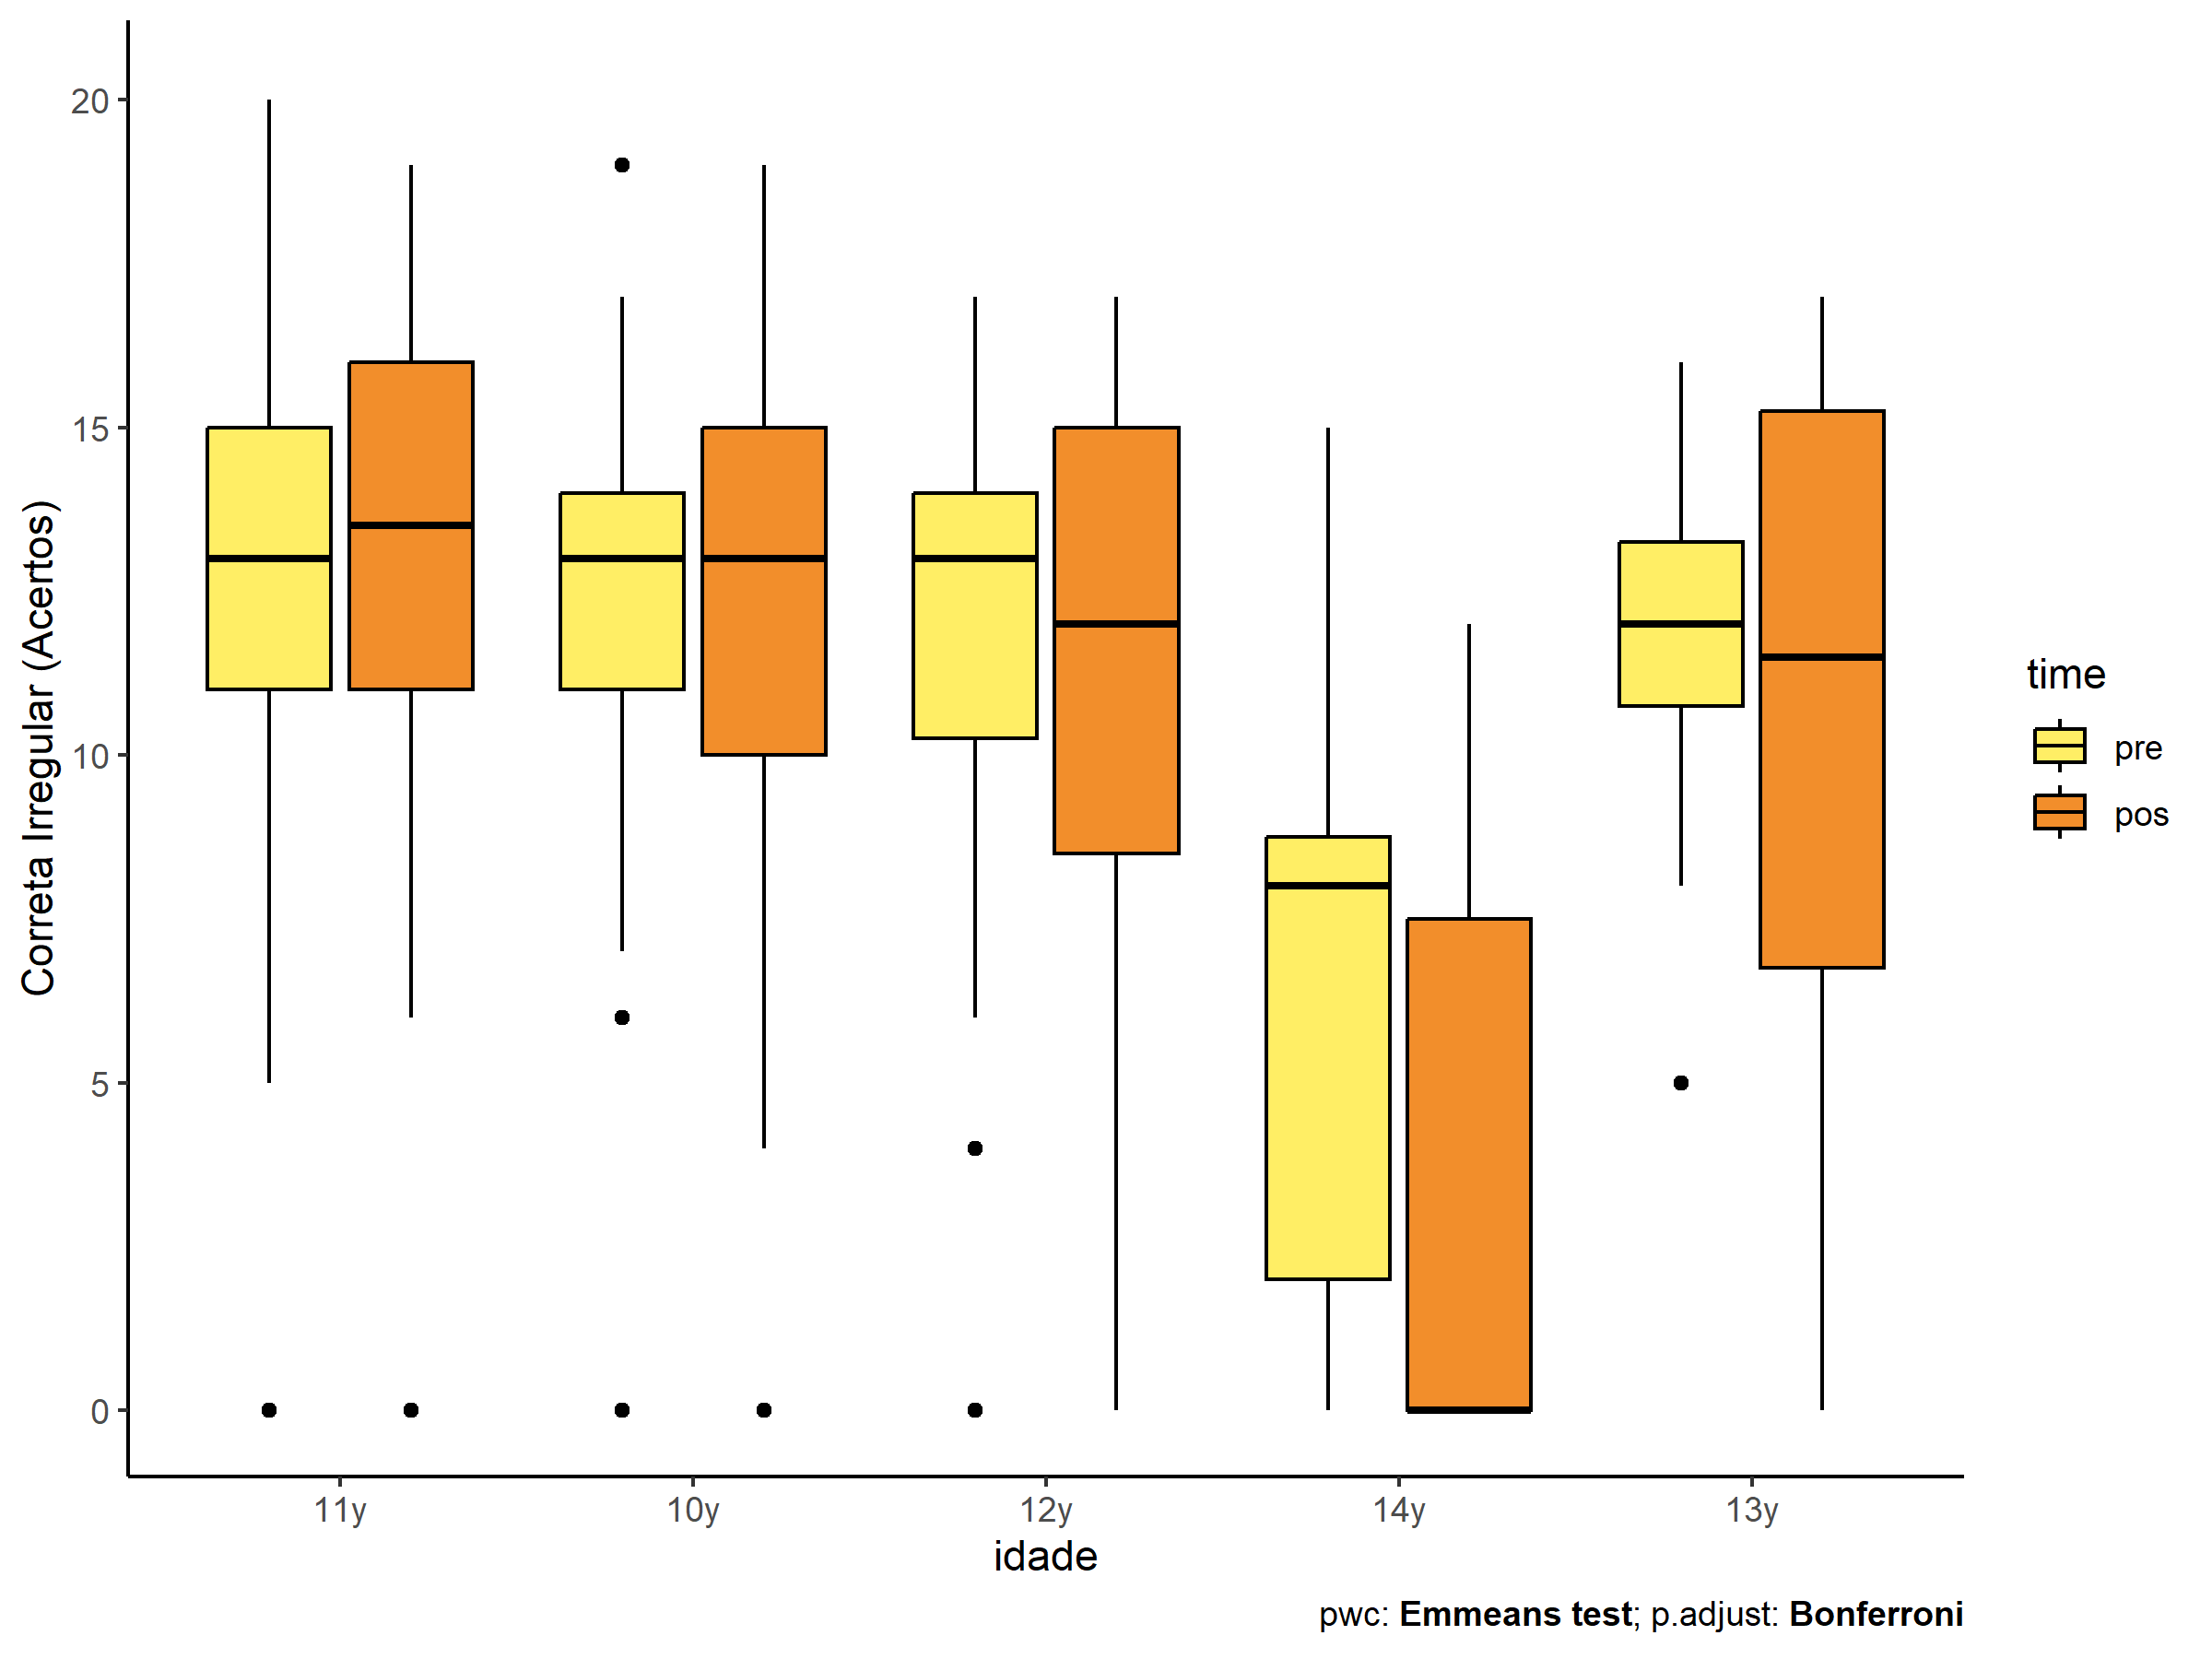 Correta Irregular (Acertos)
20
15
10
5
0
11y
10y
12y
14y
13y
idade
time
pre
pos
pwc: Emmeans test; p.adjust: Bonferroni